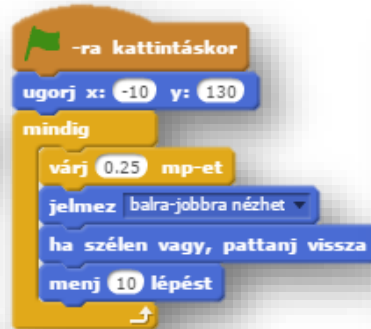 -ra kattintáskor
ugorj x: -10 y: 130
mindig
várj 0.25 mp-et
jelmez balra-jobbra nézhet
ha szélen vagy, pattanj vissza
menj 10 lépést